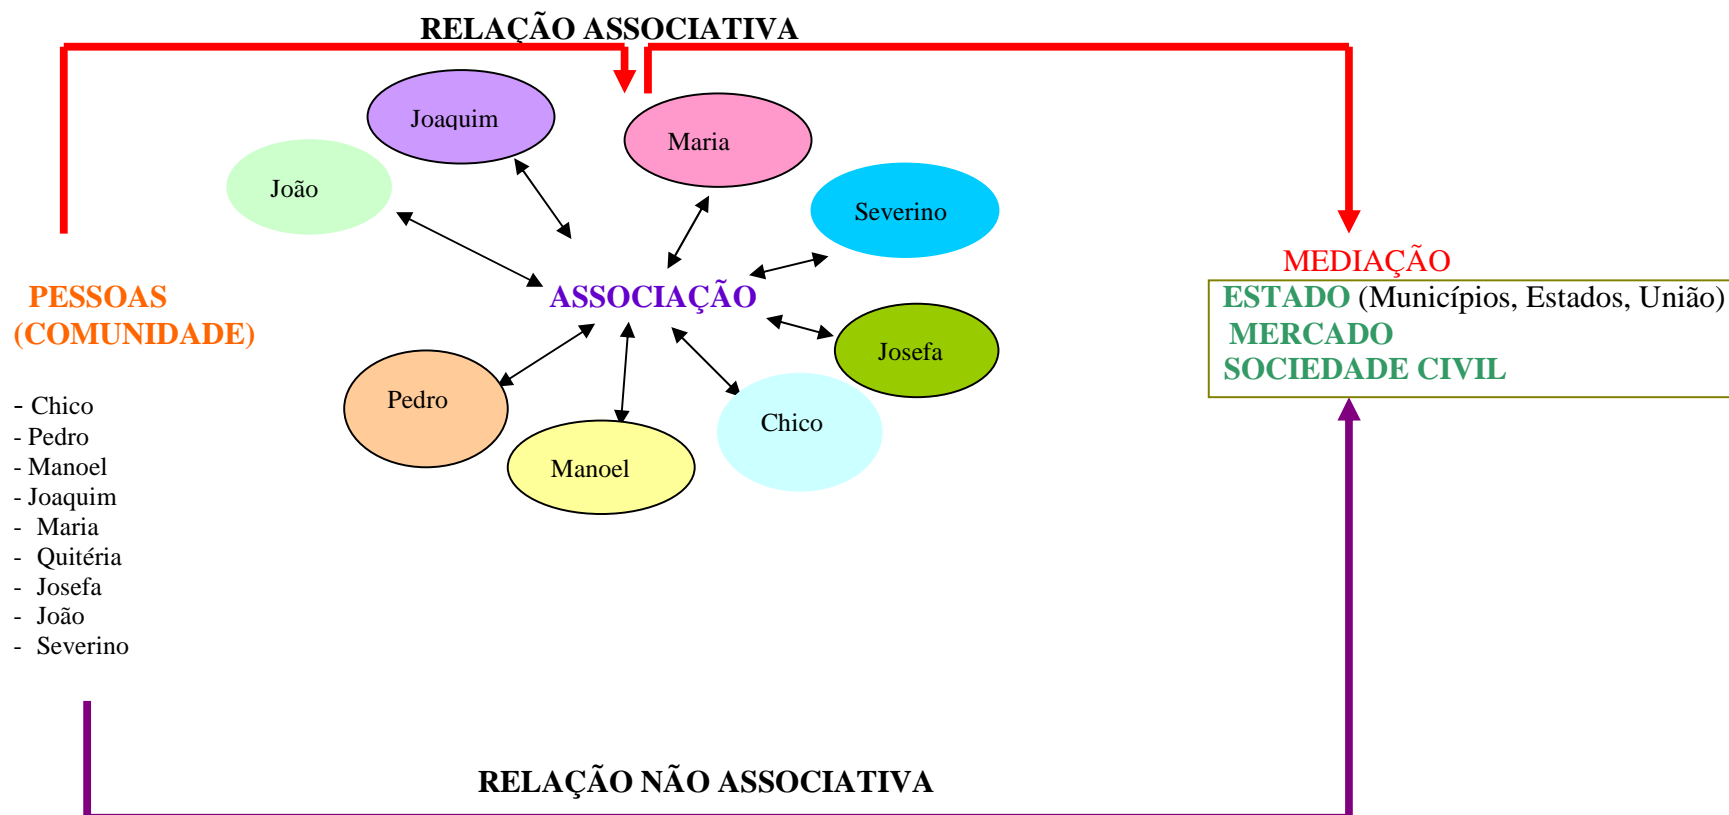 RELAÇÃO ASSOCIATIVA
Joaquim
Maria
João
Severino
MEDIAÇÃO
PESSOAS
(COMUNIDADE)
ASSOCIAÇÃO
ESTADO (Municípios, Estados, União)
MERCADO
SOCIEDADE CIVIL
Josefa
Pedro
Chico
Manoel
- Chico
- Pedro
- Manoel
- Joaquim
- Maria
- Quitéria
- Josefa
- João
- Severino
RELAÇÃO NÃO ASSOCIATIVA